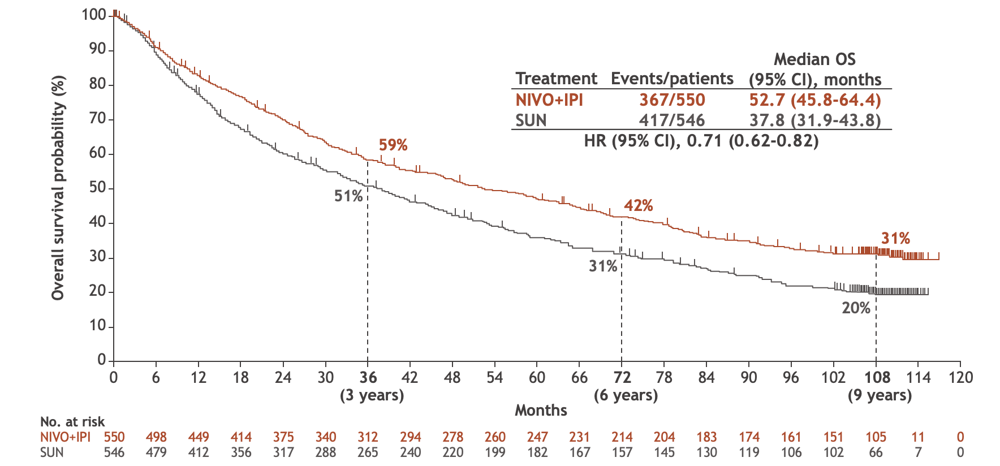 100
90
80
70
60
50
40
30
20
10
0
Overall survival probability (%)
Median OS
Treatment Events/patients (95% CI), months
NIVO+IPI 367/550 52.7 (45.8-64.4)
SUN 417/546 37.8 (31.9-43.8)
HR (95% CI), 0.71 (0.62-0.82)
59%
51%
42%
31%
31%
20%
0 6 12 18 24 30 36 42 48 54 60 66 72 78 84 90 96 102 108 114 120
(3 years) (6 years) (9 years)
Months
No. at risk
NIVO+IPI 550 498 449 414 375 340 312 294 278 260 247 231 214 204 183 174 161 151 105 11 0
SUN 546 479 412 356 317 288 265 240 220 199 182 167 157 145 130 119 106 102 66 7 0